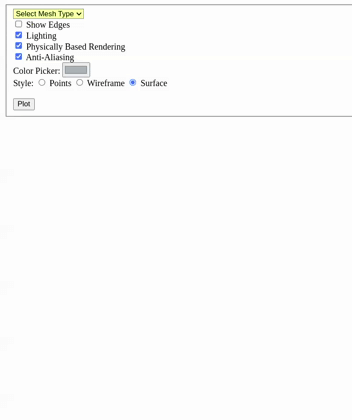 Select Mesh Type
Show Edges
Lighting
Physically Based Rendering
Anti-Aliasing
Color Picker:
Style: Points Wireframe Surface
Plot